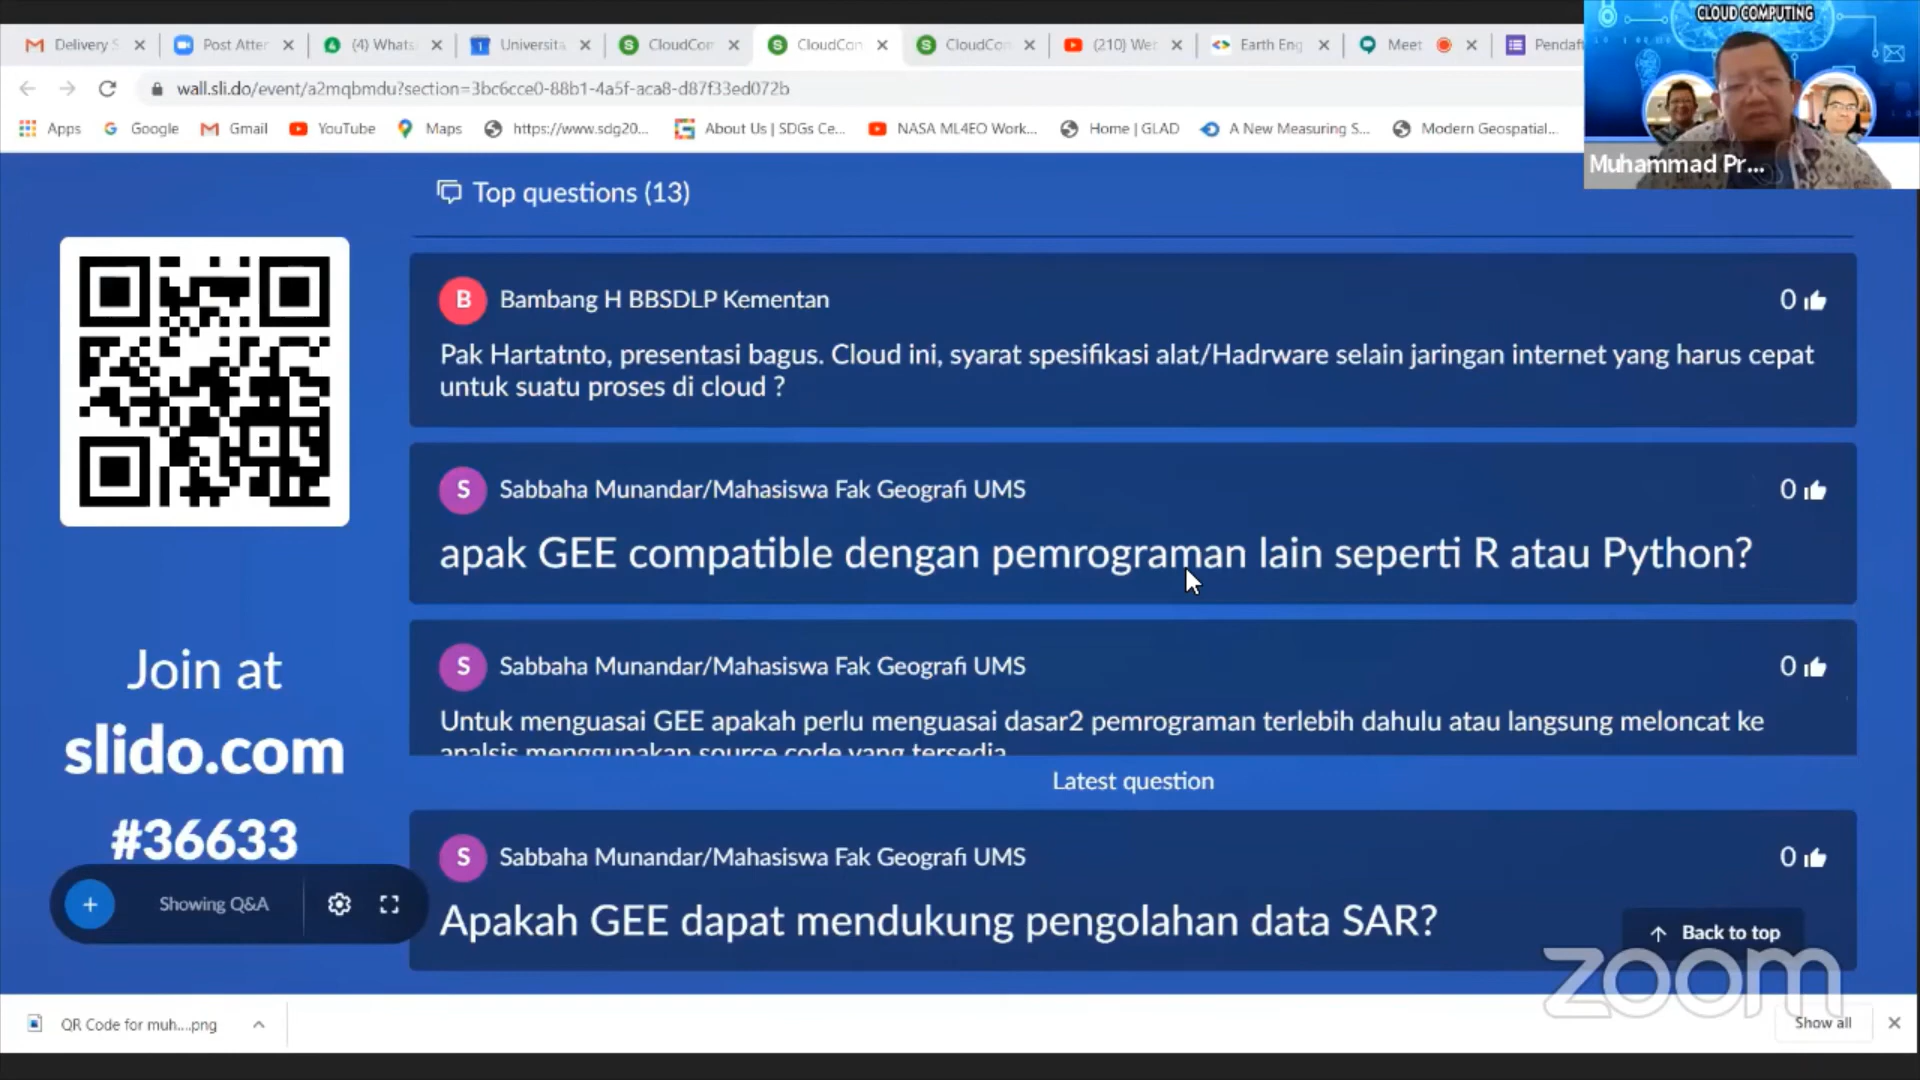 Delivery S
Post Atter
(4) Whats
Universita
CloudCon
CloudCon
CloudCon
(210) We
Earth Eng
Meet
Pendaft
CLOUD COMPUTING
wall.sli.do/event/a2mqbmdu?section=3bc6cce0-88b1-4a5f-aca8-d87f33ed072b
Apps
Google
Gmail
YouTube
Maps
https://www.sdg20...
About Us | SDGs Ce...
NASA ML4EO Work...
Home | GLAD
A New Measuring S...
Modern Geospatial...
Muhammad Pr...
Top questions (13)
B
Bambang H BBSDLP Kementan
0
Pak Hartatnto, presentasi bagus. Cloud ini, syarat spesifikasi alat/Hadrware selain jaringan internet yang harus cepat
untuk suatu proses di cloud ?
S
Sabbaha Munandar/Mahasiswa Fak Geografi UMS
0
apak GEE compatible dengan pemrograman lain seperti R atau Python?
S
Sabbaha Munandar/Mahasiswa Fak Geografi UMS
0
Untuk menguasai GEE apakah perlu menguasai dasar2 pemrograman terlebih dahulu atau langsung meloncat ke
analsis menggunakan source code yang tersedia
Join at
slido.com
#36633
Latest question
S
Sabbaha Munandar/Mahasiswa Fak Geografi UMS
0
Apakah GEE dapat mendukung pengolahan data SAR?
Showing Q&A
Back to top
zoom
QR Code for muh....png
Show all